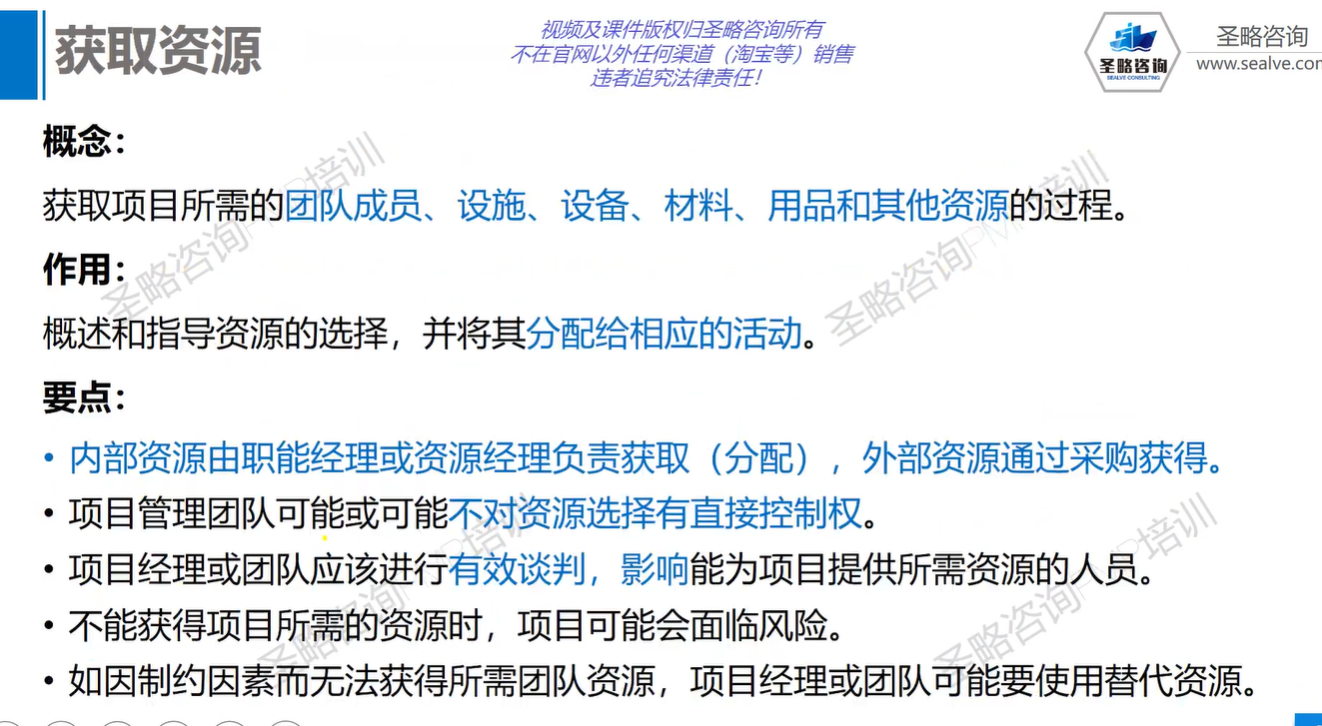 获取资源
视频及课件版权归圣略咨询所有
不在官网以外任何渠道（淘宝等）销售
违者追究法律责任！
圣略咨询
SEALVE CONSULTING
圣略咨询
www.sealve.con
概念：
获取项目所需的团队成员、设施、设备、材料、用品和其他资源的过程。
作用：
概述和指导资源的选择，并将其分配给相应的活动。
要点：
• 内部资源由职能经理或资源经理负责获取（分配），外部资源通过采购获得。
• 项目管理团队可能或可能不对资源选择有直接控制权。
• 项目经理或团队应该进行有效谈判，影响能为项目提供所需资源的人员。
• 不能获得项目所需的资源时，项目可能会面临风险。
• 如因制约因素而无法获得所需团队资源，项目经理或团队可能要使用替代资源。
圣略咨询PMP培训
圣略咨询PMP培训
圣略咨询PMP培训
圣略咨询PMP培训